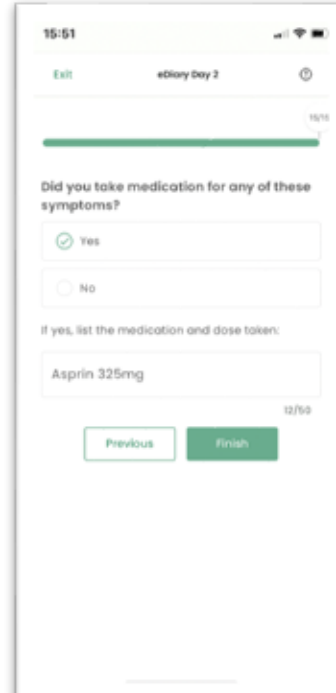 15:51
Exit eDiary Day 2
15/15
Did you take medication for any of these
symptoms?
Yes
No
If yes, list the medication and dose taken:
Asprin 325mg
12/50
Previous Finish